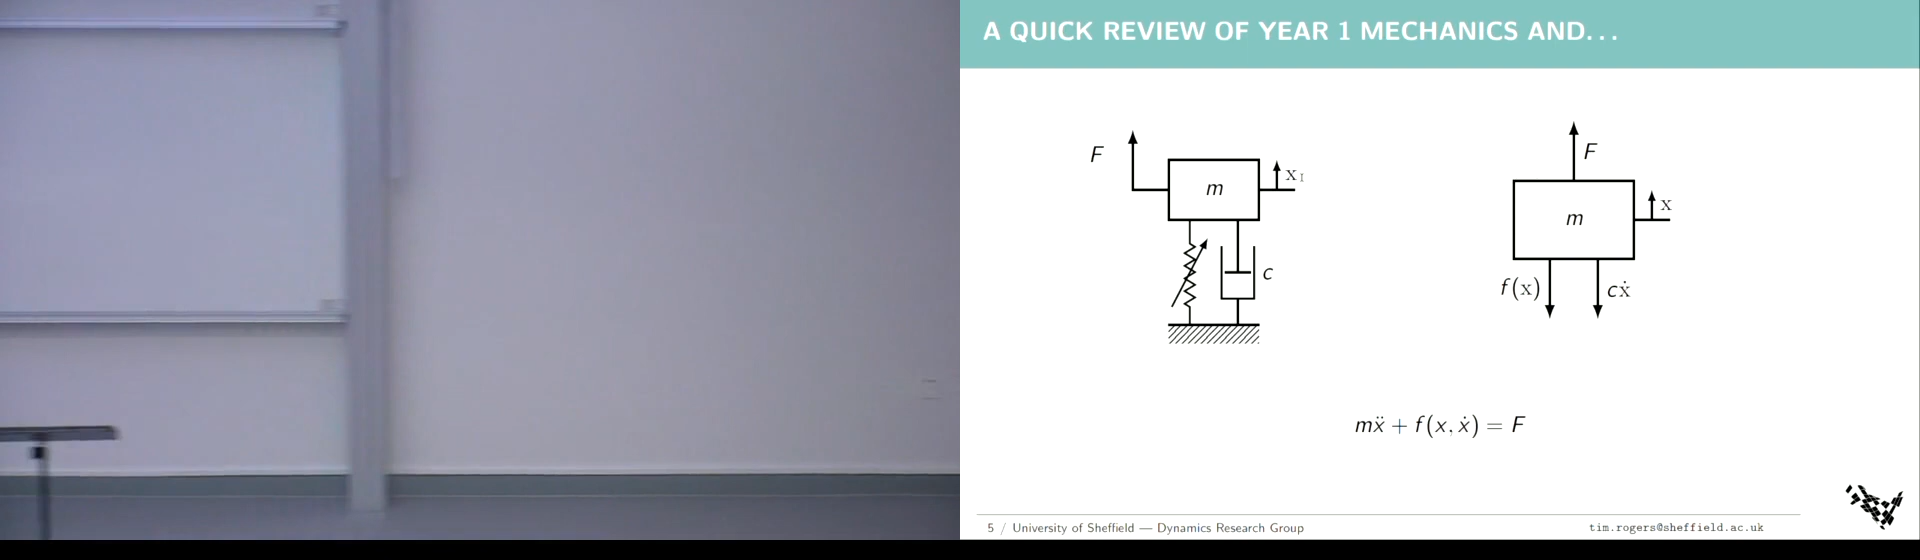 A QUICK REVIEW OF YEAR 1 MECHANICS AND...
F
m
x₁
c
F
m
x
f(x)
cẋ
mẍ + f(x, ẋ) = F
5 / University of Sheffield — Dynamics Research Group
tim.rogers@sheffield.ac.uk